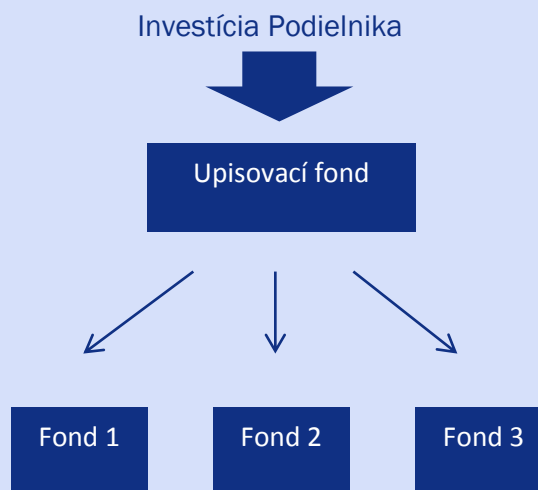 Investícia Podielnika
Upisovací fond
Fond 1
Fond 2
Fond 3